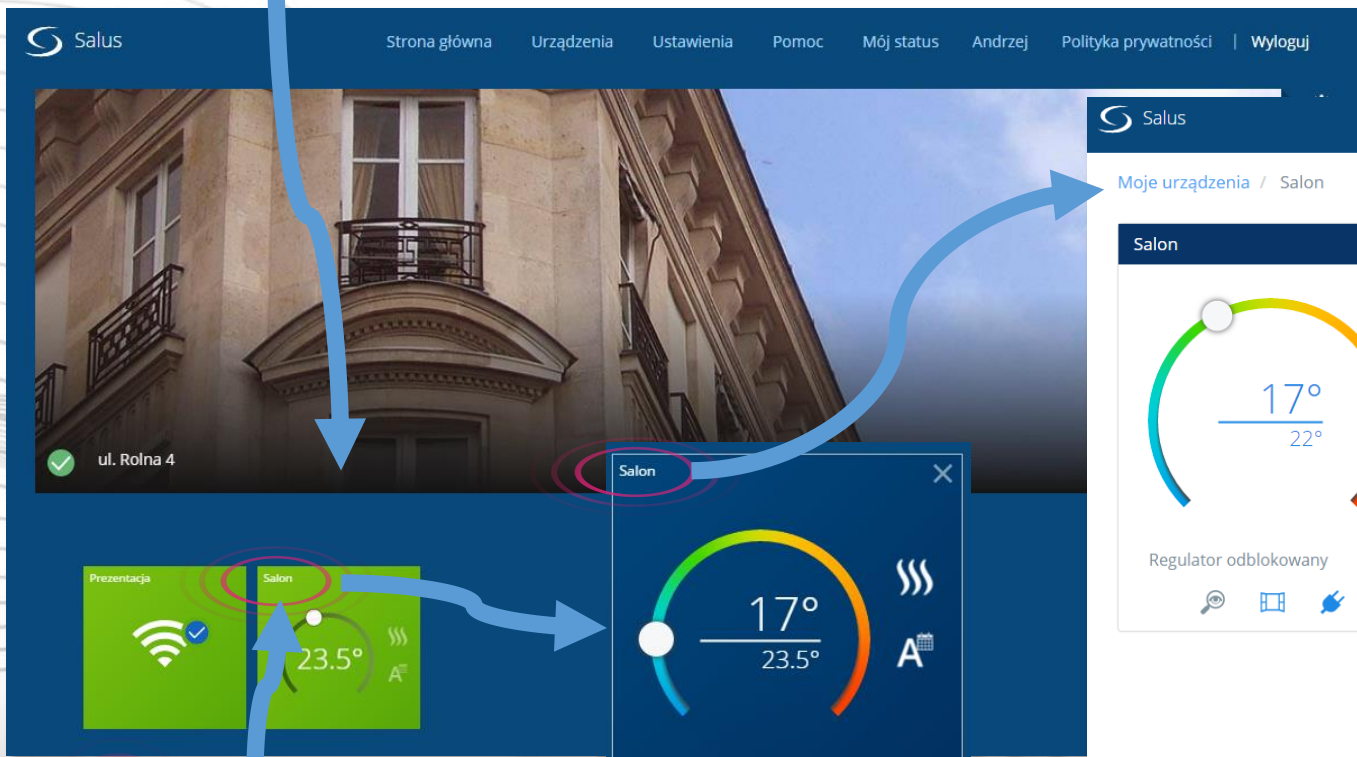 Salus
Strona główna Urządzenia Ustawienia Pomoc Mój status Andrzej Polityka prywatności | Wyloguj
ul. Rolna 4
Prezentacja
Salon
23.5°
A
Salon
17°
23.5°
A
Salus
Moje urządzenia / Salon
Salon
17°
22°
Regulator odblokowany